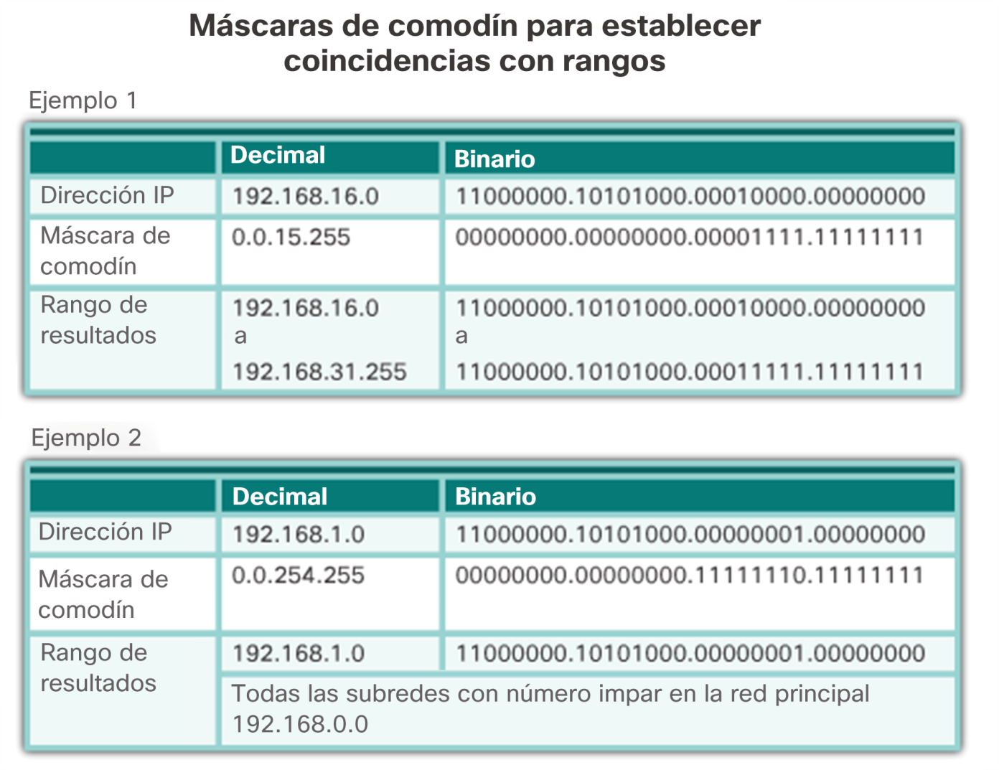 Máscaras de comodín para establecer
coincidencias con rangos
Ejemplo 1
Decimal Binario
Dirección IP 192.168.16.0 11000000.10101000.00010000.00000000
Máscara de comodín 0.0.15.255 00000000.00000000.00001111.11111111
Rango de resultados 192.168.16.0 11000000.10101000.00010000.00000000
a a
192.168.31.255 11000000.10101000.00011111.11111111
Ejemplo 2
Decimal Binario
Dirección IP 192.168.1.0 11000000.10101000.00000001.00000000
Máscara de comodín 0.0.254.255 00000000.00000000.11111110.11111111
Rango de resultados 192.168.1.0 11000000.10101000.00000001.00000000
Todas las subredes con número impar en la red principal
192.168.0.0